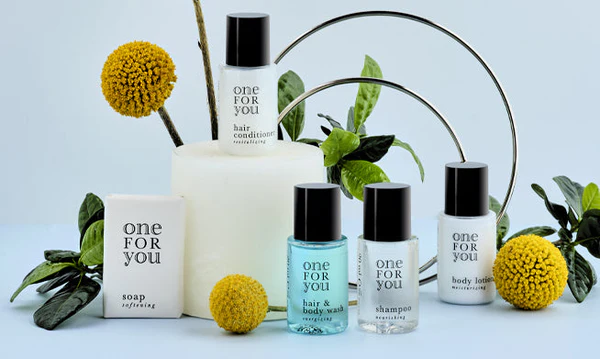 one
FOR
you
hair
conditioner
revitalizing
one
FOR
you
soap
softening
one
FOR
you
hair &
body wash
energizing
one
FOR
you
shampoo
nourishing
one
FOR
you
body lotion
moisturizing